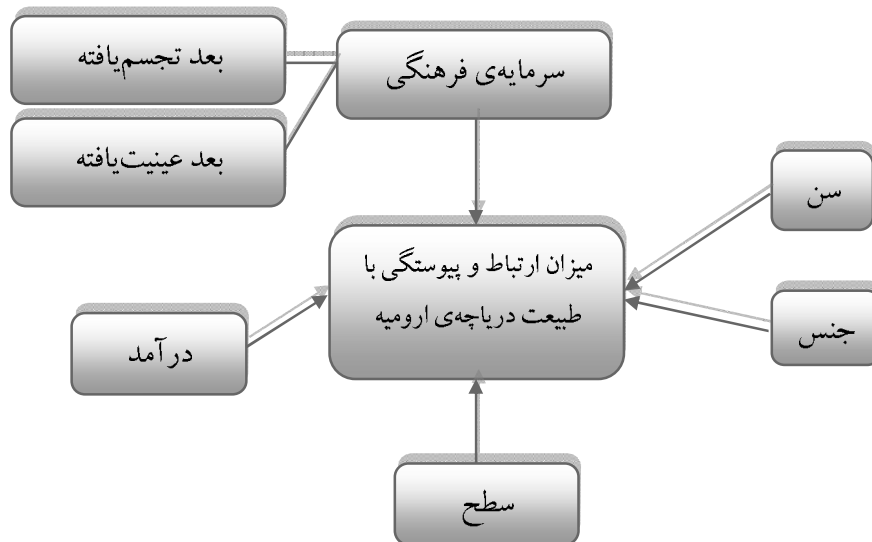 سرمایه‌ی فرهنگی
بعد تجسم‌یافته
بعد عینیت‌یافته
سن
میزان ارتباط و پیوستگی با
طبیعت دریاچه‌ی ارومیه
جنس
درآمد
سطح